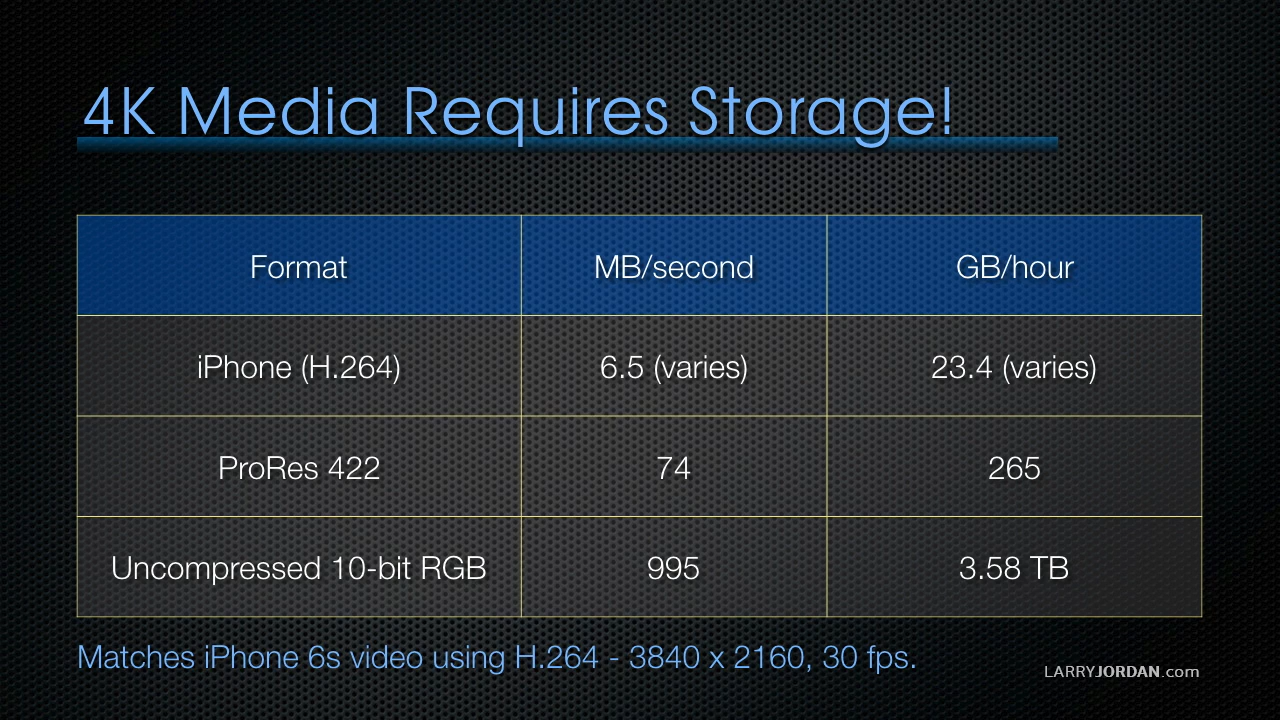 4K Media Requires Storage!
Format MB/second GB/hour
iPhone (H.264) 6.5 (varies) 23.4 (varies)
ProRes 422 74 265
Uncompressed 10-bit RGB 995 3.58 TB
Matches iPhone 6s video using H.264 - 3840 x 2160, 30 fps.
LARRYJORDAN.com